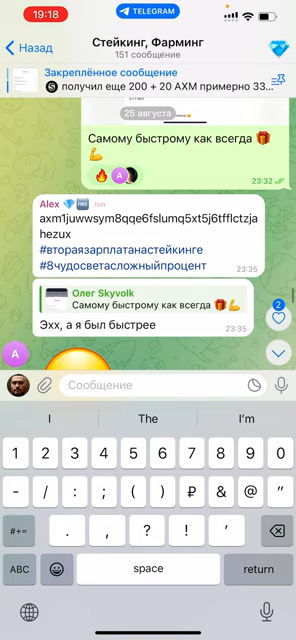 19:18
TELEGRAM
Назад
Стейкинг, Фарминг
151 сообщение
Закреплённое сообщение
получил еще 200 + 20 AXM примерно 33...
25 августа
Самому быстрому как всегда 🎁
💪
🔥 A
23:32
Alex 💎🆓 ton
axm1juwwsym8qqe6fslumq5xt5j6tfflctzja
hezux
#втораязарплатанастейкинге
#8чудосветасложныйпроцент
23:35
Олег Skyvolk
Самому быстрому как всегда 🎁💪
Эхх, а я был быстрее
23:35
2
A
Сообщение
I The I’m
1 2 3 4 5 6 7 8 9 0
- / : ; ( ) ₽ & @ ”
#+= . , ? ! ’
ABC space return